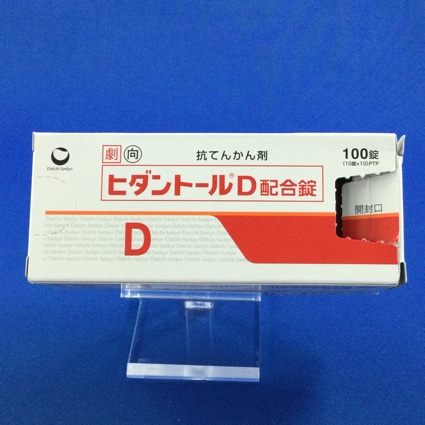 劇 向 抗てんかん剤 100錠
(10錠×10)PTP
Daiichi-Sankyo
ヒダントール®D配合錠
開封口
D